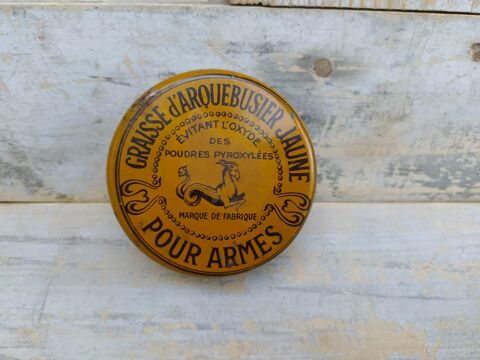 GRAISSE d'ARQUEBUSIER JAUNE
ÉVITANT L'OXYDE
DES
POUDRES PYROXYLÉES
MARQUE DE FABRIQUE
POUR ARMES